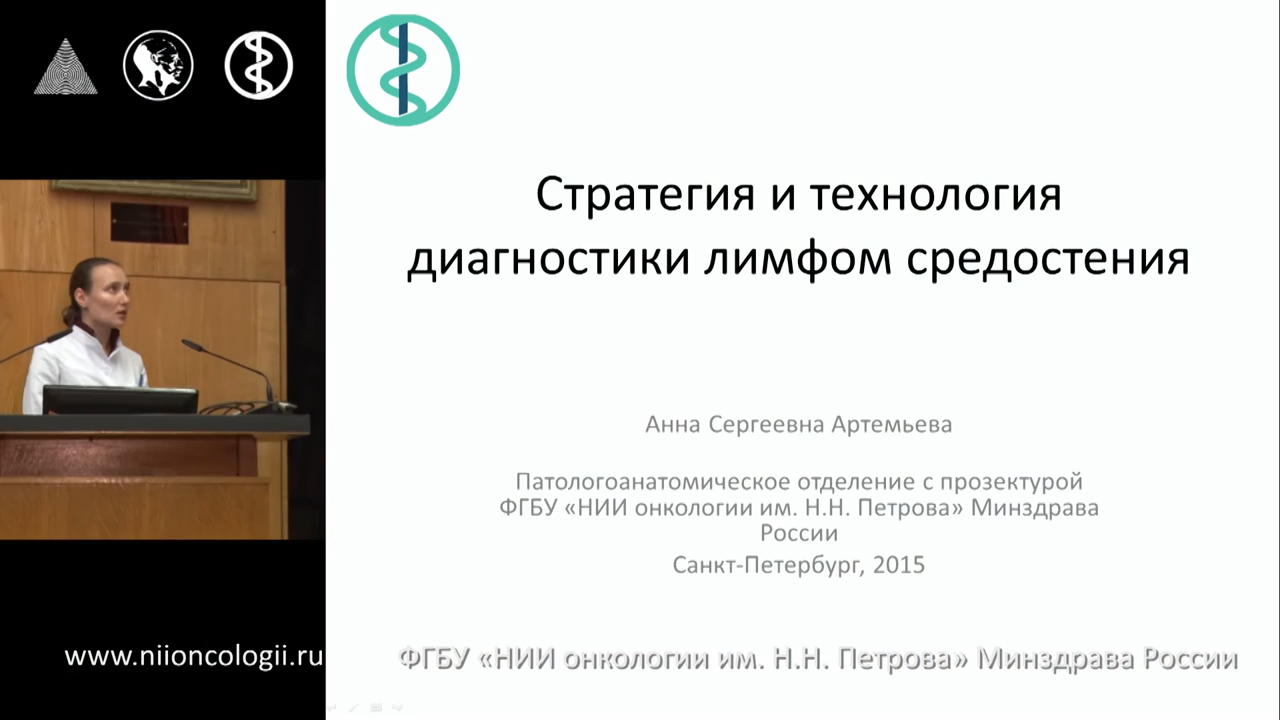 Стратегия и технология
диагностики лимфом средостения
Анна Сергеевна Артемьева
Патологоанатомическое отделение с прозектурой
ФГБУ «НИИ онкологии им. Н.Н. Петрова» Минздрава
России
Санкт-Петербург, 2015
www.niioncologii.ru
ФГБУ «НИИ онкологии им. Н.Н. Петрова» Минздрава России